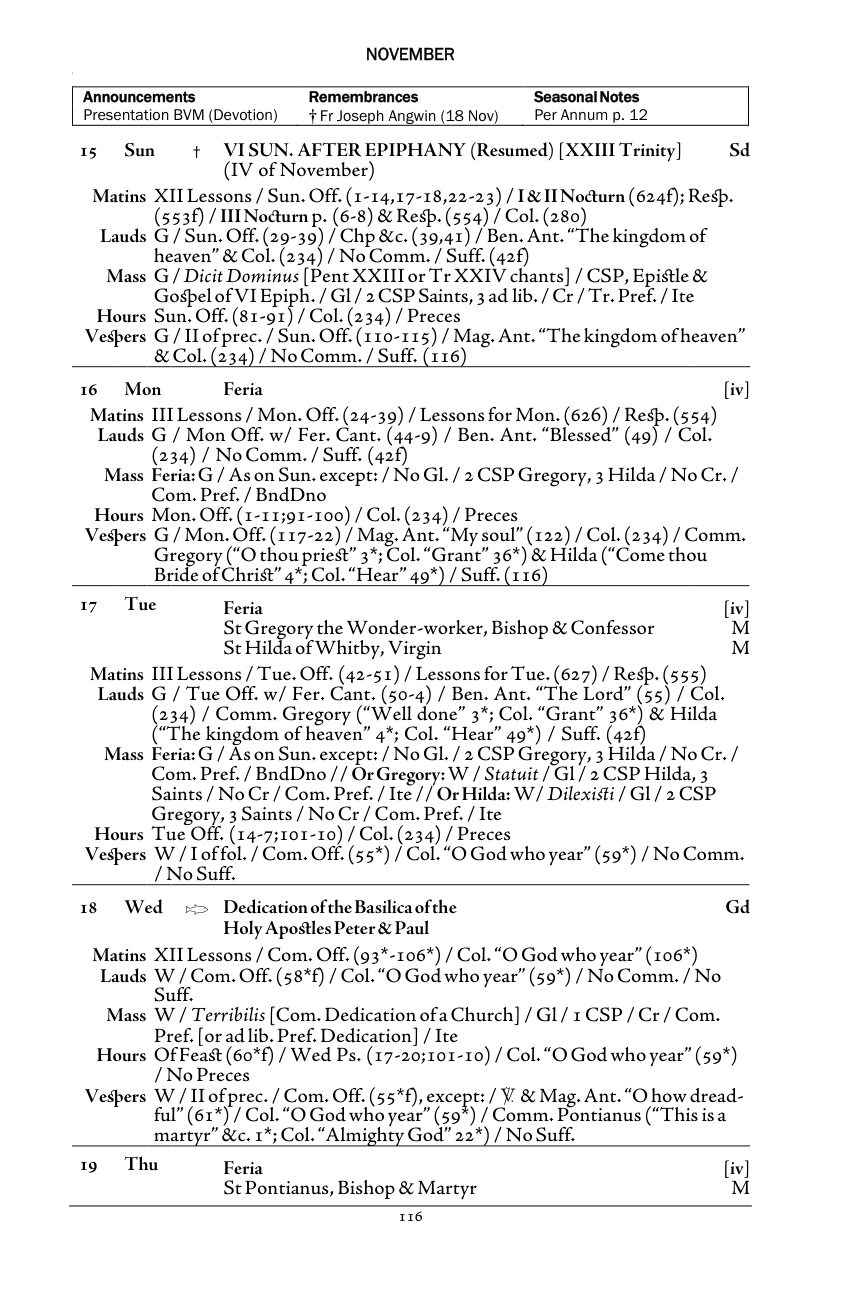 NOVEMBER
Announcements Remembrances Seasonal Notes
Presentation BVM (Devotion) † Fr Joseph Angwin (18 Nov) Per Annum p. 12
15 Sun † VI SUN. AFTER EPIPHANY (Resumed) [XXIII Trinity] Sd
(IV of November)
Matins XII Lessons / Sun. Off. (1-14,17-18,22-23) / I & II Nocturn (624f); Resp.
(553f) / III Nocturn p. (6-8) & Resp. (554) / Col. (280)
Lauds G / Sun. Off. (29-39) / Chp &c. (39,41) / Ben. Ant. “The kingdom of
heaven” & Col. (234) / No Comm. / Suff. (42f)
Mass G / Dicit Dominus [Pent XXIII or Tr XXIV chants] / CSP, Epistle &
Gospel of VI Epiph. / Gl / 2 CSP Saints, 3 ad lib. / Cr / Tr. Pref. / Ite
Hours Sun. Off. (81-91) / Col. (234) / Preces
Vespers G / II of prec. / Sun. Off. (110-115) / Mag. Ant. “The kingdom of heaven”
& Col. (234) / No Comm. / Suff. (116)
16 Mon Feria [iv]
Matins III Lessons / Mon. Off. (24-39) / Lessons for Mon. (626) / Resp. (554)
Lauds G / Mon Off. w/ Fer. Cant. (44-9) / Ben. Ant. “Blessed” (49) / Col.
(234) / No Comm. / Suff. (42f)
Mass Feria: G / As on Sun. except: / No Gl. / 2 CSP Gregory, 3 Hilda / No Cr. /
Com. Pref. / BndDno
Hours Mon. Off. (1-11;91-100) / Col. (234) / Preces
Vespers G / Mon. Off. (117-22) / Mag. Ant. “My soul” (122) / Col. (234) / Comm.
Gregory (“O thou priest” 3*; Col. “Grant” 36*) & Hilda (“Come thou
Bride of Christ” 4*; Col. “Hear” 49*) / Suff. (116)
17 Tue Feria [iv]
St Gregory the Wonder-worker, Bishop & Confessor M
St Hilda of Whitby, Virgin M
Matins III Lessons / Tue. Off. (42-51) / Lessons for Tue. (627) / Resp. (555)
Lauds G / Tue Off. w/ Fer. Cant. (50-4) / Ben. Ant. “The Lord” (55) / Col.
(234) / Comm. Gregory (“Well done” 3*; Col. “Grant” 36*) & Hilda
(“The kingdom of heaven” 4*; Col. “Hear” 49*) / Suff. (42f)
Mass Feria: G / As on Sun. except: / No Gl. / 2 CSP Gregory, 3 Hilda / No Cr. /
Com. Pref. / BndDno // Or Gregory: W / Statuit / Gl / 2 CSP Hilda, 3
Saints / No Cr / Com. Pref. / Ite // Or Hilda: W/ Dilexisti / Gl / 2 CSP
Gregory, 3 Saints / No Cr / Com. Pref. / Ite
Hours Tue Off. (14-7;101-10) / Col. (234) / Preces
Vespers W / I of fol. / Com. Off. (55*) / Col. “O God who year” (59*) / No Comm.
/ No Suff.
18 Wed Dedication of the Basilica of the Gd
Holy Apostles Peter & Paul
Matins XII Lessons / Com. Off. (93*-106*) / Col. “O God who year” (106*)
Lauds W / Com. Off. (58*f) / Col. “O God who year” (59*) / No Comm. / No
Suff.
Mass W / Terribilis [Com. Dedication of a Church] / Gl / 1 CSP / Cr / Com.
Pref. [or ad lib. Pref. Dedication] / Ite
Hours Of Feast (60*f) / Wed Ps. (17-20;101-10) / Col. “O God who year” (59*)
/ No Preces
Vespers W / II of prec. / Com. Off. (55*f), except: / ℣ & Mag. Ant. “O how dread-
ful” (61*) / Col. “O God who year” (59*) / Comm. Pontianus (“This is a
martyr” &c. 1*; Col. “Almighty God” 22*) / No Suff.
19 Thu Feria [iv]
St Pontianus, Bishop & Martyr M
116